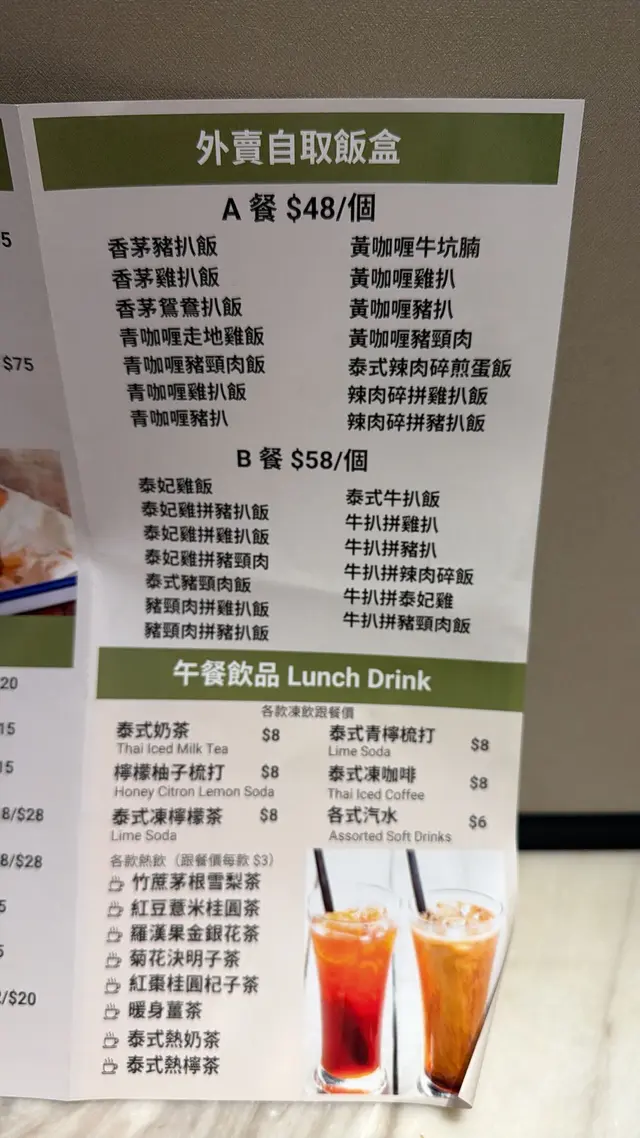 外賣自取飯盒
A 餐 $48/個
香茅豬扒飯
香茅雞扒飯
香茅鴛鴦扒飯
青咖喱走地雞飯
青咖喱豬頸肉飯
青咖喱雞扒飯
青咖喱豬扒
黃咖喱牛坑腩
黃咖喱雞扒
黃咖喱豬扒
黃咖喱豬頸肉
泰式辣肉碎煎蛋飯
辣肉碎拼雞扒飯
辣肉碎拼豬扒飯
B 餐 $58/個
泰妃雞飯
泰妃雞拼豬扒飯
泰妃雞拼雞扒飯
泰妃雞拼豬頸肉
泰式豬頸肉飯
豬頸肉拼雞扒飯
豬頸肉拼豬扒飯
泰式牛扒飯
牛扒拼雞扒
牛扒拼豬扒
牛扒拼辣肉碎飯
牛扒拼泰妃雞
牛扒拼豬頸肉飯
午餐飲品 Lunch Drink
各款凍飲跟餐價
泰式奶茶 $8
Thai Iced Milk Tea
檸檬柚子梳打 $8
Honey Citron Lemon Soda
泰式凍檸檬茶 $8
Lime Soda
泰式青檸梳打 $8
Lime Soda
泰式凍咖啡 $8
Thai Iced Coffee
各式汽水 $6
Assorted Soft Drinks
各款熱飲（跟餐價每款 $3）
竹蔗茅根雪梨茶
紅豆薏米桂圓茶
羅漢果金銀花茶
菊花決明子茶
紅棗桂圓杞子茶
暖身薑茶
泰式熱奶茶
泰式熱檸茶
5
$75
20
15
15
8/$28
8/$28
5
5
/$20